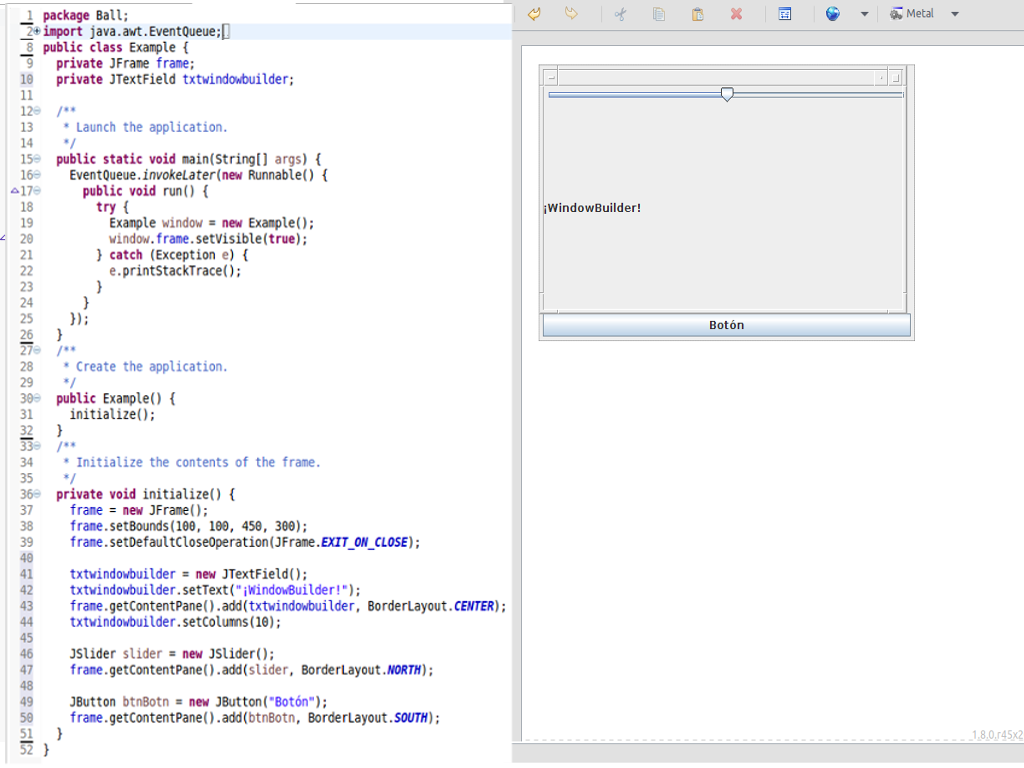 1 package Ball;
2 import java.awt.EventQueue;
8 public class Example {
9 private JFrame frame;
10 private JTextField txtwindowbuilder;
11
12 /**
13 * Launch the application.
14 */
15 public static void main(String[] args) {
16 EventQueue.invokeLater(new Runnable() {
17 public void run() {
18 try {
19 Example window = new Example();
20 window.frame.setVisible(true);
21 } catch (Exception e) {
22 e.printStackTrace();
23 }
24 }
25 });
26 }
27 /**
28 * Create the application.
29 */
30 public Example() {
31 initialize();
32 }
33 /**
34 * Initialize the contents of the frame.
35 */
36 private void initialize() {
37 frame = new JFrame();
38 frame.setBounds(100, 100, 450, 300);
39 frame.setDefaultCloseOperation(JFrame.EXIT_ON_CLOSE);
40
41 txtwindowbuilder = new JTextField();
42 txtwindowbuilder.setText("¡WindowBuilder!");
43 frame.getContentPane().add(txtwindowbuilder, BorderLayout.CENTER);
44 txtwindowbuilder.setColumns(10);
45
46 JSlider slider = new JSlider();
47 frame.getContentPane().add(slider, BorderLayout.NORTH);
48
49 JButton btnBotn = new JButton("Botón");
50 frame.getContentPane().add(btnBotn, BorderLayout.SOUTH);
51 }
52 }
Metal
¡WindowBuilder!
Botón
1.8.0.r45x2